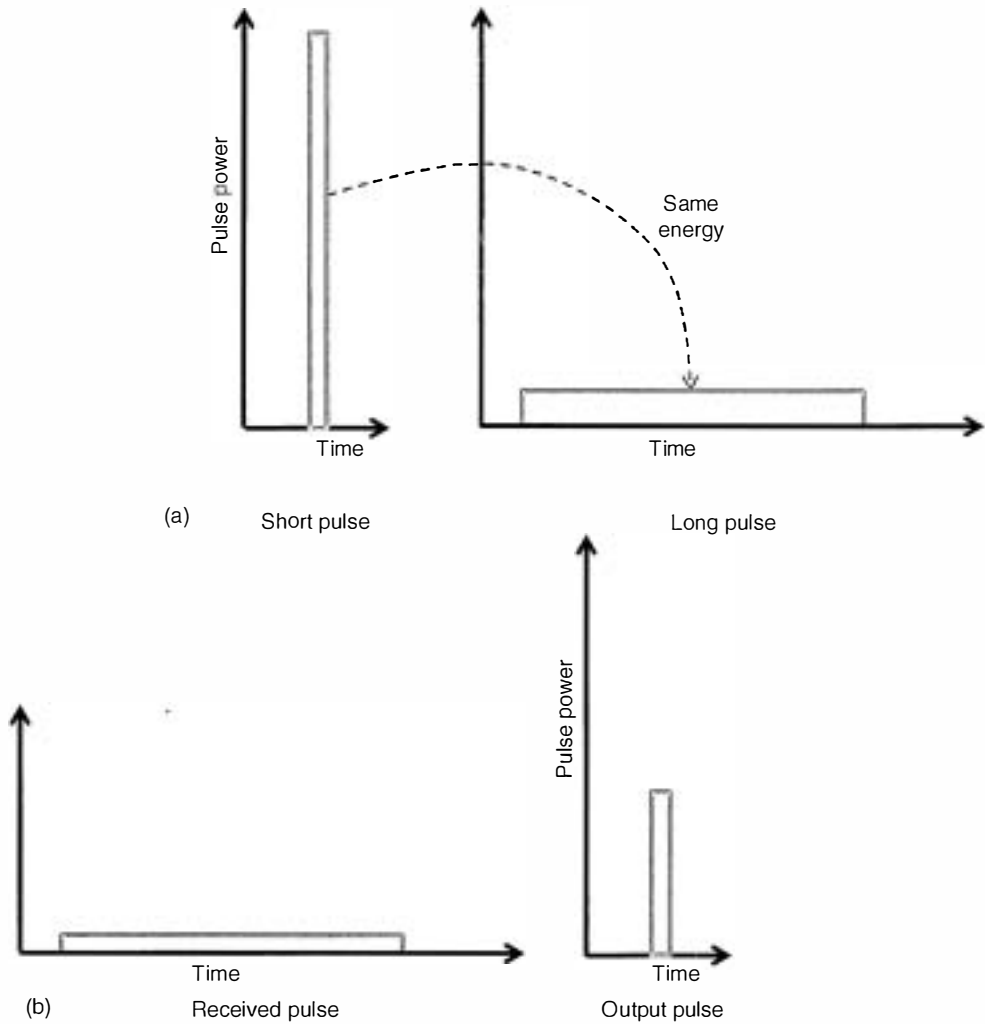 Pulse power
Same
energy
Time
Time
(a)
Short pulse
Long pulse
Pulse power
Time
Time
(b)
Received pulse
Output pulse